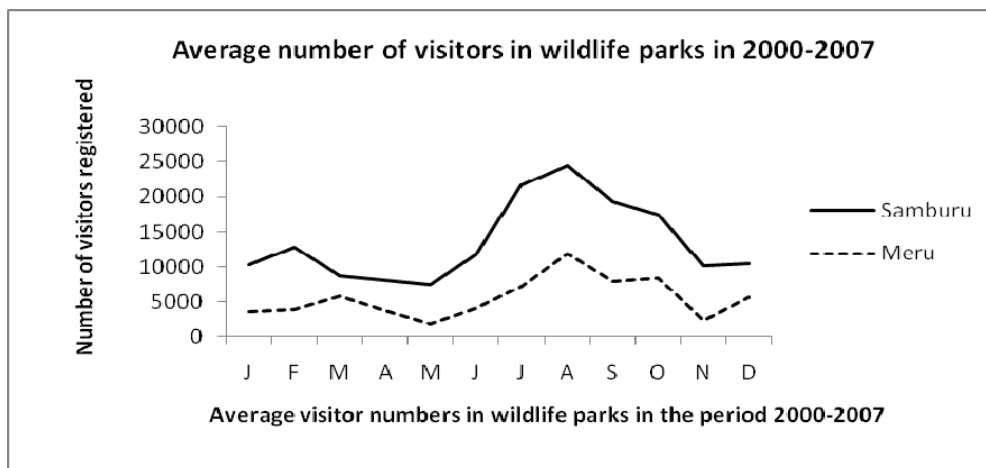 Average number of visitors in wildlife parks in 2000-2007
Number of visitors registered
30000
25000
20000
15000
10000
5000
0
J F M A M J J A S O N D
Samburu
Meru
Average visitor numbers in wildlife parks in the period 2000-2007